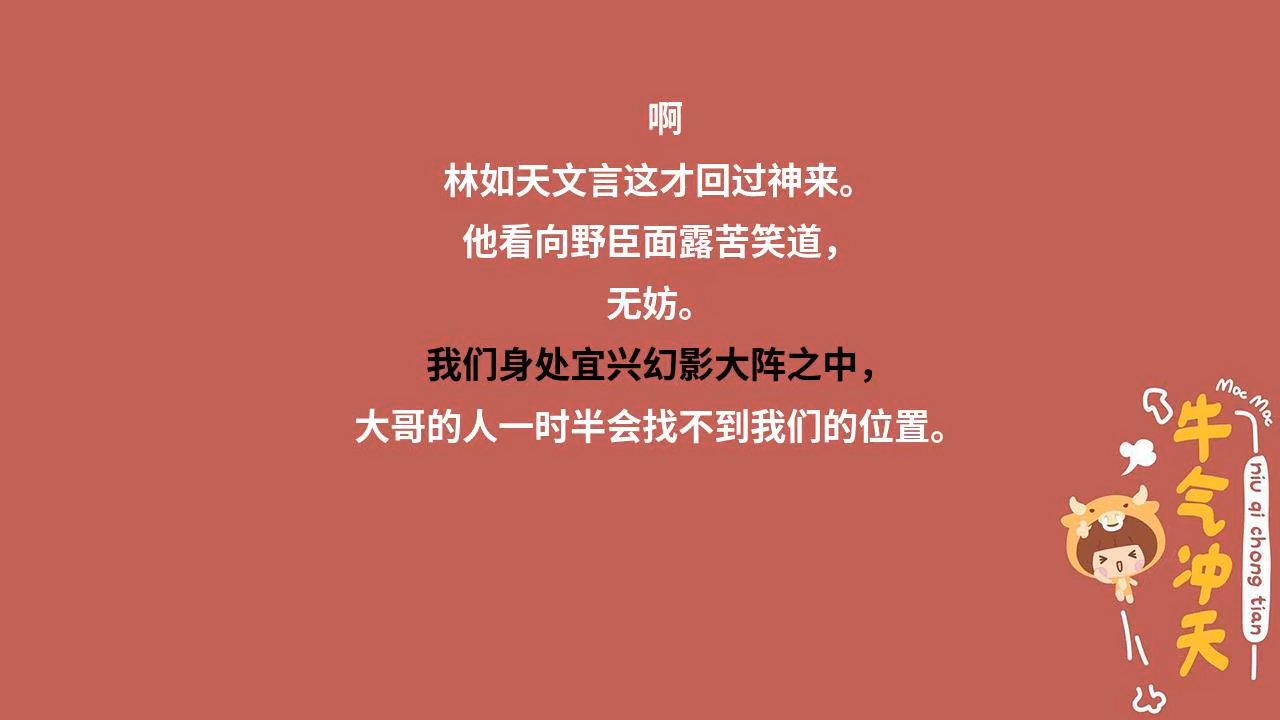 啊
林如天文言这才回过神来。
他看向野臣面露苦笑道，
无妨。
我们身处宜兴幻影大阵之中，
大哥的人一时半会找不到我们的位置。
Moc Moc
牛气冲天
niu qi chong tian